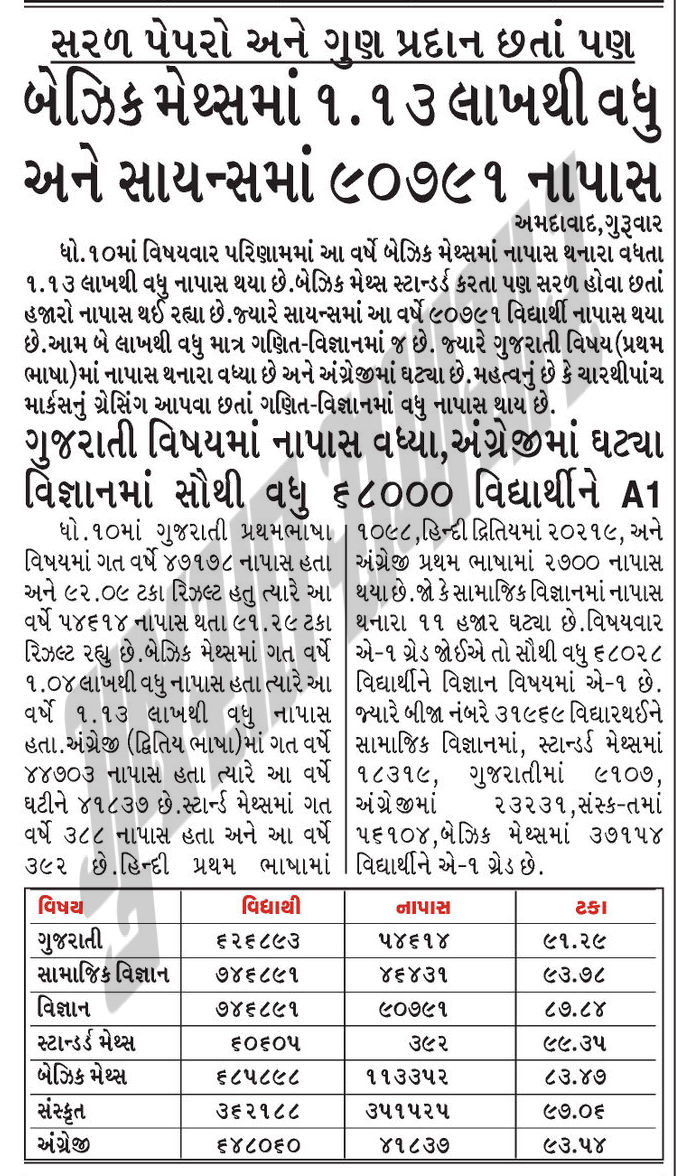 સરળ પેપરો અને ગુણ પ્રદાન છતાં પણ
બેઝિક મેથ્સમાં ૧.૧૩ લાખથી વધુ
અને સાયન્સમાં ૯૦૭૯૧ નાપાસ
અમદાવાદ,ગુરૂવાર
ધો.૧૦માં વિષયવાર પરિણામમાં આ વર્ષે બેઝિક મેથ્સમાં નાપાસ થનારા વધતા
૧.૧૩ લાખથી વધુ નાપાસ થયા છે.બેઝિક મેથ્સ સ્ટાન્ડર્ડ કરતા પણ સરળ હોવા છતાં
હજારો નાપાસ થઈ રહ્યા છે.જ્યારે સાયન્સમાં આ વર્ષે ૯૦૭૯૧ વિદ્યાર્થી નાપાસ થયા
છે.આમ બે લાખથી વધુ માત્ર ગણિત-વિજ્ઞાનમાં જ છે. જ્યારે ગુજરાતી વિષય(પ્રથમ
ભાષા)માં નાપાસ થનારા વધ્યા છે અને અંગ્રેજીમાં ઘટ્યા છે.મહત્વનું છે કે ચારથીપાંચ
માર્કસનું ગ્રેસિંગ આપવા છતાં ગણિત-વિજ્ઞાનમાં વધુ નાપાસ થાય છે.
ગુજરાતી વિષયમાં નાપાસ વધ્યા,અંગ્રેજીમાં ઘટ્યા
વિજ્ઞાનમાં સૌથી વધુ ૬૮૦૦૦ વિદ્યાર્થીને A1
ધો.૧૦માં ગુજરાતી પ્રથમભાષા
વિષયમાં ગત વર્ષે ૪૭૧૭૮ નાપાસ હતા
અને ૯૨.૦૯ ટકા રિઝલ્ટ હતુ ત્યારે આ
વર્ષે ૫૪૬૧૪ નાપાસ થતા ૯૧.૨૯ ટકા
રિઝલ્ટ રહ્યુ છે.બેઝિક મેથ્સમાં ગત વર્ષે
૧.૦૪ લાખથી વધુ નાપાસ હતા ત્યારે આ
વર્ષે ૧.૧૩ લાખથી વધુ નાપાસ
હતા.અંગ્રેજી (દ્વિતિય ભાષા)માં ગત વર્ષે
૪૪૭૦૩ નાપાસ હતા ત્યારે આ વર્ષે
ઘટીને ૪૧૮૩૭ છે.સ્ટાન્ડ મેથ્સમાં ગત
વર્ષે ૩૮૮ નાપાસ હતા અને આ વર્ષે
૩૯૨ છે.હિન્દી પ્રથમ ભાષામાં
૧૦૯૮,હિન્દી દ્વિતિયમાં ૨૦૨૧૯, અને
અંગ્રેજી પ્રથમ ભાષામાં ૨૭૦૦ નાપાસ
થયા છે.જો કે સામાજિક વિજ્ઞાનમાં નાપાસ
થનારા ૧૧ હજાર ઘટ્યા છે.વિષયવાર
એ-૧ ગ્રેડ જોઈએ તો સૌથી વધુ ૬૮૦૨૮
વિદ્યાર્થીને વિજ્ઞાન વિષયમાં એ-૧ છે.
જ્યારે બીજા નંબરે ૩૧૯૬૯ વિદ્યારથઈને
સામાજિક વિજ્ઞાનમાં, સ્ટાન્ડર્ડ મેથ્સમાં
૧૮૩૧૯, ગુજરાતીમાં ૯૧૦૭,
અંગ્રેજીમાં ૨૩૨૩૧,સંસ્ક-તમાં
૫૬૧૦૪,બેઝિક મેથ્સમાં ૩૭૧૫૪
વિદ્યાર્થીને એ-૧ ગ્રેડ છે.
વિષય વિદ્યાથી નાપાસ ટકા
ગુજરાતી ૬૨૬૮૯૩ ૫૪૬૧૪ ૯૧.૨૯
સામાજિક વિજ્ઞાન ૭૪૬૮૯૧ ૪૬૪૩૧ ૯૩.૭૮
વિજ્ઞાન ૭૪૬૮૯૧ ૯૦૭૯૧ ૮૭.૮૪
સ્ટાન્ડર્ડ મેથ્સ ૬૦૬૦૫ ૩૯૨ ૯૯.૩૫
બેઝિક મેથ્સ ૬૮૫૮૯૮ ૧૧૩૩૫૨ ૮૩.૪૭
સંસ્કૃત ૩૬૨૧૮૮ ૩૫૧૫૨૫ ૯૭.૦૬
અંગ્રેજી ૬૪૮૦૬૦ ૪૧૮૩૭ ૯૩.૫૪